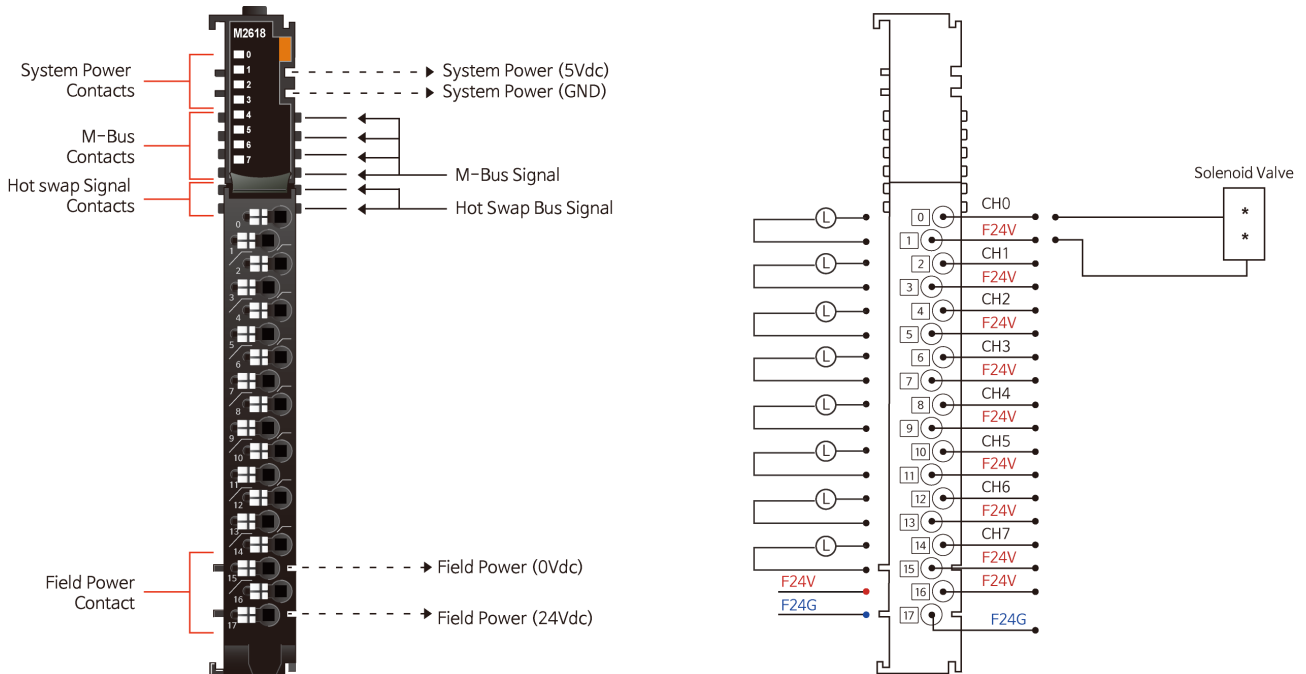 M2618
0
1
2
3
4
5
6
7
System Power
Contacts
M-Bus
Contacts
Hot swap Signal
Contacts
System Power (5Vdc)
System Power (GND)
M-Bus Signal
Hot Swap Bus Signal
0
1
2
3
4
5
6
7
8
9
10
11
12
13
14
15
16
17
Field Power
Contact
Field Power (0Vdc)
Field Power (24Vdc)
L
L
L
L
L
L
L
L
F24V
F24G
0 CH0
1 F24V
2 CH1
3 F24V
4 CH2
5 F24V
6 CH3
7 F24V
8 CH4
9 F24V
10 CH5
11 F24V
12 CH6
13 F24V
14 CH7
15 F24V
16 F24V
17 F24G
Solenoid Valve
*
*